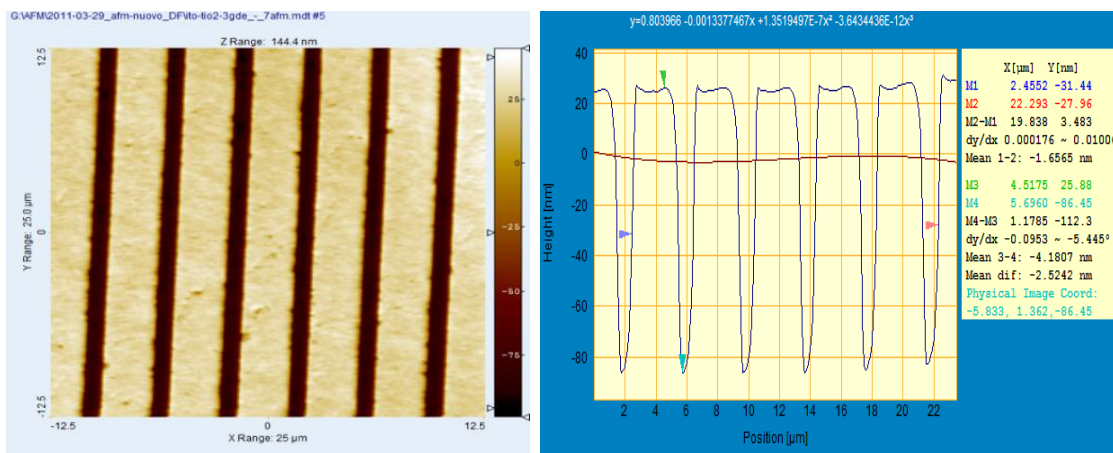 G:\AFM\2011-03-29_afm-nuovo_DF\ito-tio2-3gde_-_7afm.mdt #5
Z Range: 144.4 nm
12.5
Y Range: 25.0 µm
0
-12.5
-12.5
0
12.5
X Range: 25 µm
25
0
-25
-50
-75
y=0.803966 -0.0013377467x +1.3519497E-7x² -3.6434436E-12x³
Height [nm]
40
20
0
-20
-40
-60
-80
2 4 6 8 10 12 14 16 18 20 22
Position [µm]
X[µm] Y[nm]
M1 2.4552 -31.44
M2 22.293 -27.96
M2-M1 19.838 3.483
dy/dx 0.000176 ~ 0.0100
Mean 1-2: -1.6565 nm
M3 4.5175 25.88
M4 5.6960 -86.45
M4-M3 1.1785 -112.3
dy/dx -0.0953 ~ -5.445°
Mean 3-4: -4.1807 nm
Mean dif: -2.5242 nm
Physical Image Coord:
-5.833, 1.362,-86.45